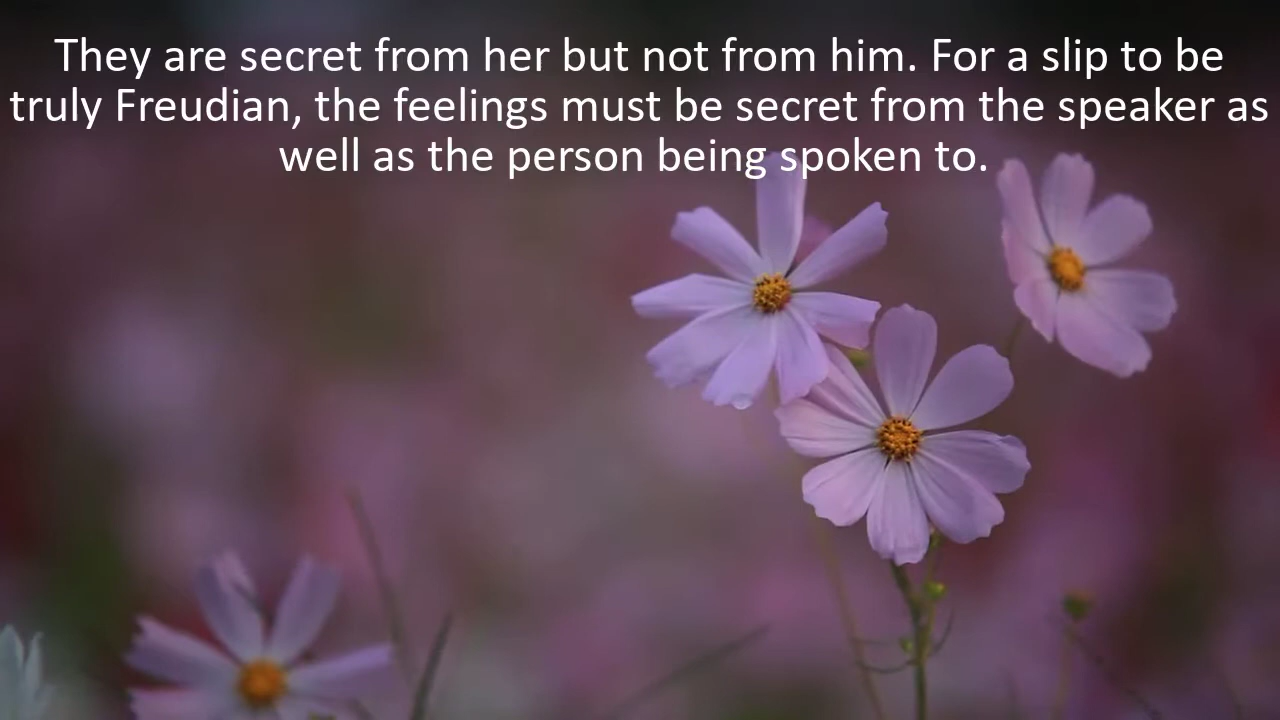 They are secret from her but not from him. For a slip to be
truly Freudian, the feelings must be secret from the speaker as
well as the person being spoken to.